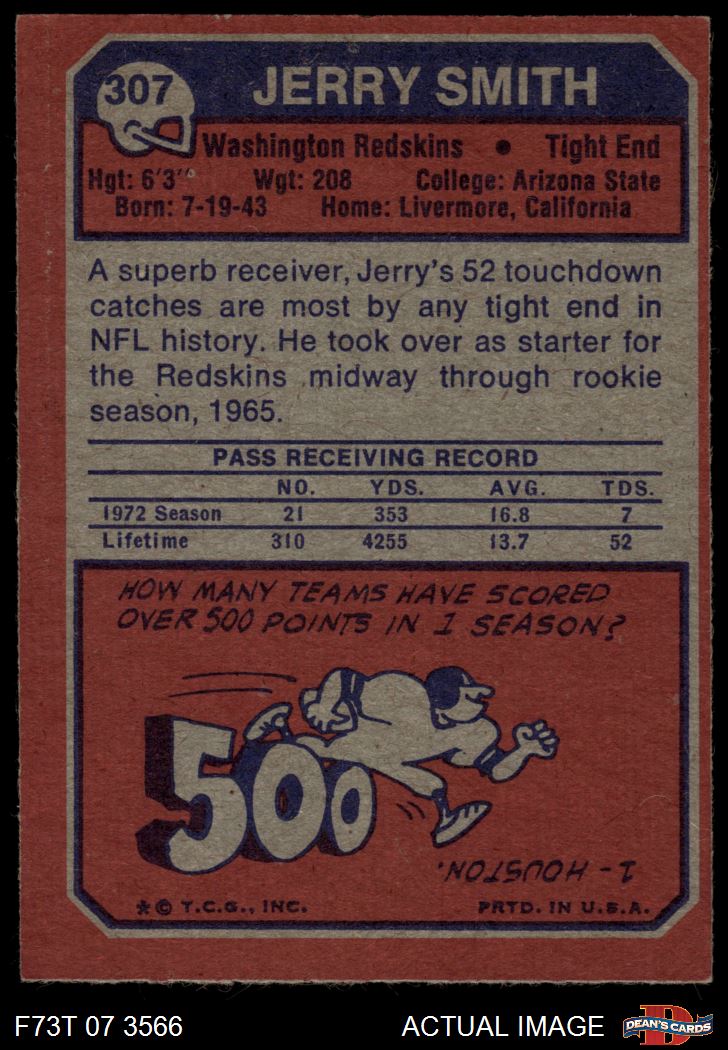 307 JERRY SMITH
Washington Redskins • Tight End
Hgt: 6'3" Wgt: 208 College: Arizona State
Born: 7-19-43 Home: Livermore, California
A superb receiver, Jerry's 52 touchdown
catches are most by any tight end in
NFL history. He took over as starter for
the Redskins midway through rookie
season, 1965.
PASS RECEIVING RECORD
NO. YDS. AVG. TDS.
1972 Season 21 353 16.8 7
Lifetime 310 4255 13.7 52
HOW MANY TEAMS HAVE SCORED
OVER 500 POINTS IN 1 SEASON?
500
1 - HOUSTON.
* © T.C.G., INC. PRTD. IN U.S.A.
F73T 07 3566 ACTUAL IMAGE D DEAN'S CARDS